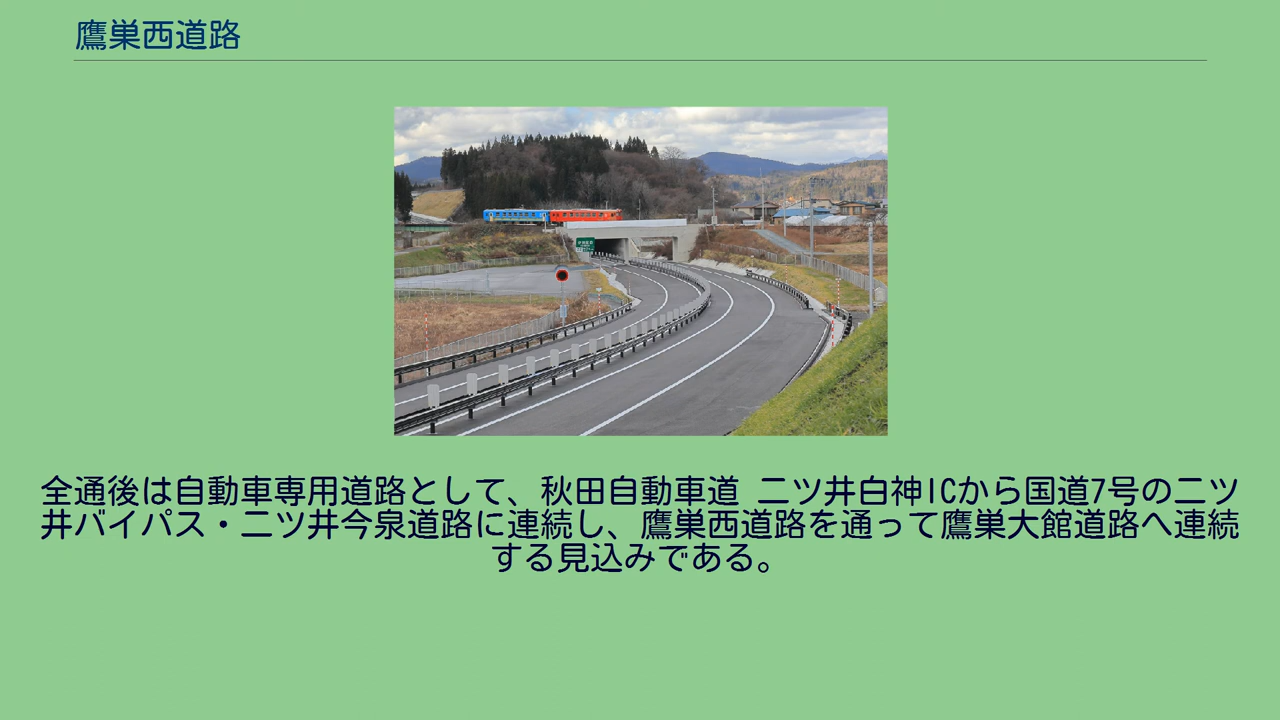 鷹巣西道路
全通後は自動車専用道路として、秋田自動車道 二ツ井白神ICから国道7号の二ツ
井バイパス・二ツ井今泉道路に連続し、鷹巣西道路を通って鷹巣大館道路へ連続
する見込みである。